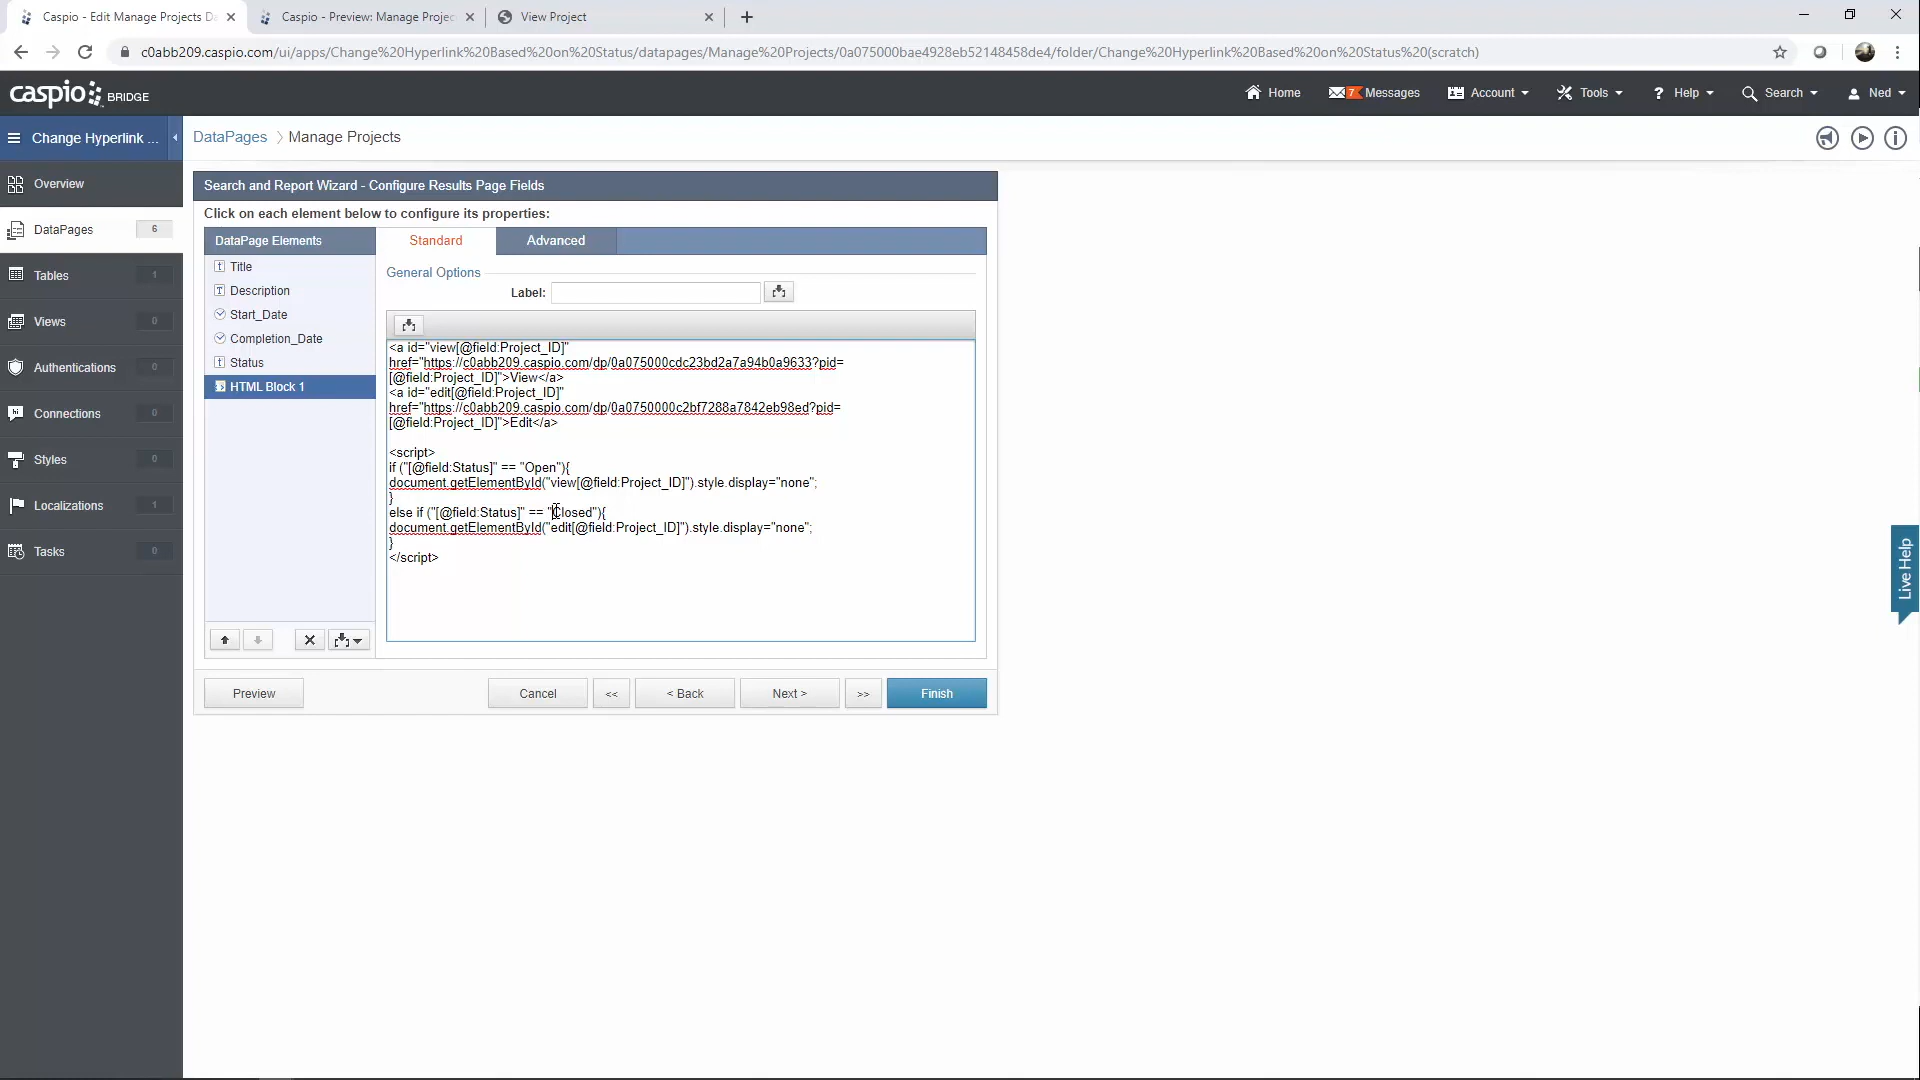 Caspio - Edit Manage Projects Da
Caspio - Preview: Manage Projec
View Project
c0abb209.caspio.com/ui/apps/Change%20Hyperlink%20Based%20on%20Status/datapages/Manage%20Projects/0a075000bae4928eb52148458de4/folder/Change%20Hyperlink%20Based%20on%20Status%20(scratch)
caspio BRIDGE
Home
7 Messages
Account
Tools
? Help
Search
Ned
Change Hyperlink ...
DataPages > Manage Projects
Overview
DataPages 6
Tables 1
Views 0
Authentications 0
Connections 0
Styles 0
Localizations 1
Tasks 0
Search and Report Wizard - Configure Results Page Fields
Click on each element below to configure its properties:
DataPage Elements
Standard
Advanced
Title
Description
Start_Date
Completion_Date
Status
HTML Block 1
General Options
Label:
<a id="view[@field:Project_ID]"
href="https://c0abb209.caspio.com/dp/0a075000cdc23bd2a7a94b0a9633?pid=
[@field:Project_ID]">View</a>
<a id="edit[@field:Project_ID]"
href="https://c0abb209.caspio.com/dp/0a0750000c2bf7288a7842eb98ed?pid=
[@field:Project_ID]">Edit</a>
<script>
if ("[@field:Status]" == "Open"){
document.getElementById("view[@field:Project_ID]").style.display="none";
}
else if ("[@field:Status]" == "Closed"){
document.getElementById("edit[@field:Project_ID]").style.display="none";
}
</script>
Preview
Cancel
<<
< Back
Next >
>>
Finish
Live Help